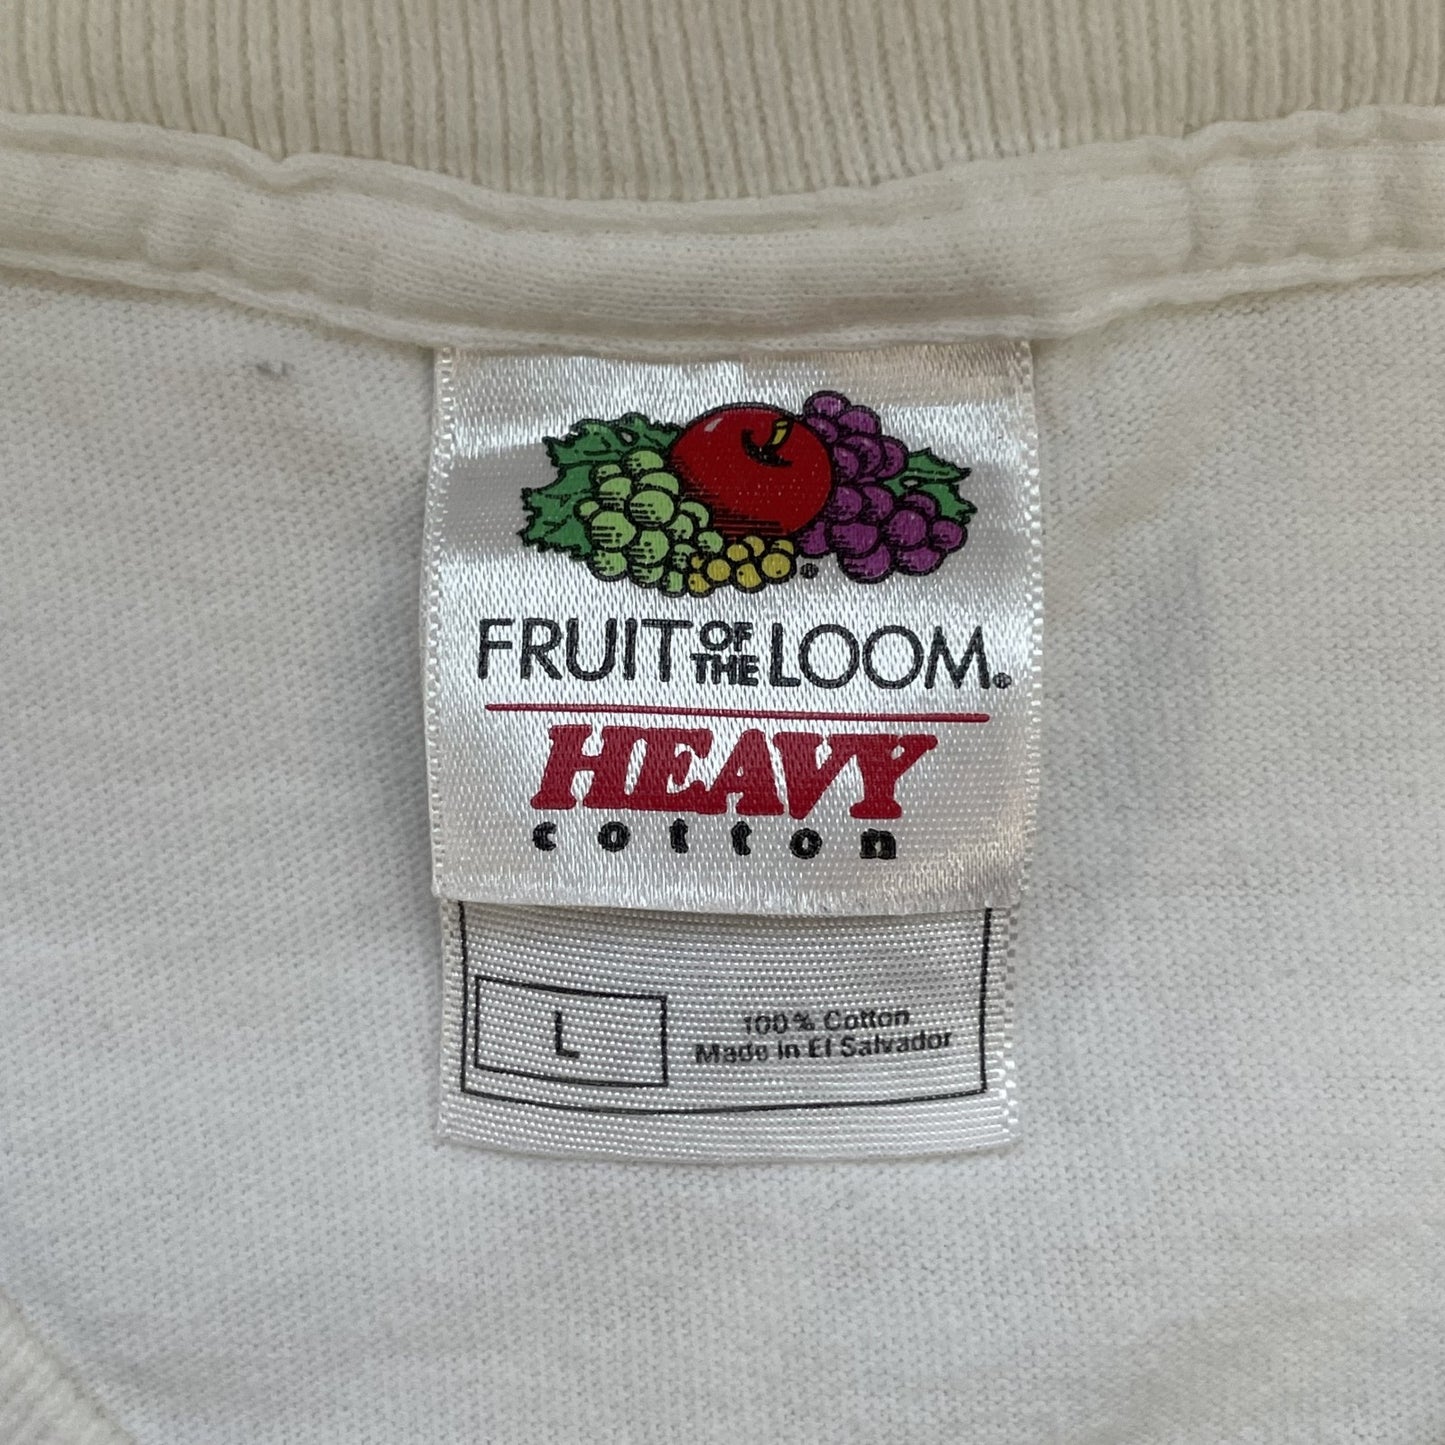 ®
FRUIT OF THE LOOM®
HEAVY
cotton
L
100% Cotton
Made in El Salvador